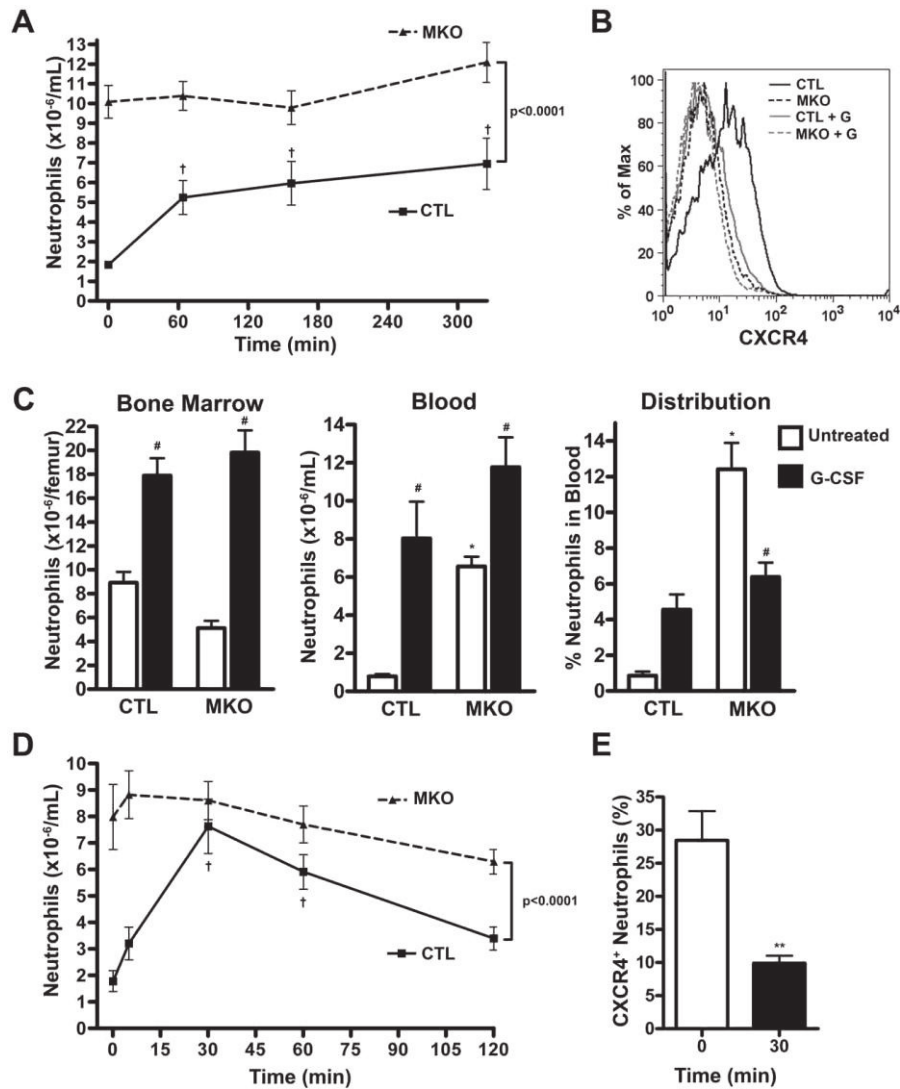 A
MKO
Neutrophils (x10⁻⁶/mL)
13
12
11
10
9
8
7
6
5
4
3
2
1
0
†
†
†
p<0.0001
CTL
0 60 120 180 240 300
Time (min)
B
% of Max
100
80
60
40
20
0
CTL
MKO
CTL + G
MKO + G
10⁰ 10¹ 10² 10³ 10⁴
CXCR4
C
Bone Marrow
Neutrophils (x10⁻⁶/femur)
22
20
18
16
14
12
10
8
6
4
2
0
#
#
CTL MKO
Blood
Neutrophils (x10⁻⁶/mL)
14
12
10
8
6
4
2
0
#
*
#
CTL MKO
Distribution
% Neutrophils in Blood
14
12
10
8
6
4
2
0
*
#
CTL MKO
Untreated
G-CSF
D
Neutrophils (x10⁻⁶/mL)
10
9
8
7
6
5
4
3
2
1
0
MKO
†
†
p<0.0001
CTL
0 15 30 45 60 75 90 105 120
Time (min)
E
CXCR4⁺ Neutrophils (%)
35
30
25
20
15
10
5
0
**
0 30
Time (min)